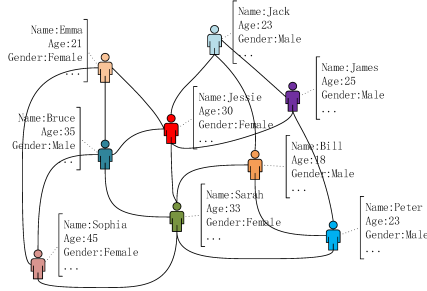 Name:Jack
Age:23
Gender:Male
...
Name:Emma
Age:21
Gender:Female
...
Name:James
Age:25
Gender:Male
...
Name:Jessie
Age:30
Gender:Female
...
Name:Bruce
Age:35
Gender:Male
...
Name:Bill
Age:18
Gender:Male
...
Name:Sarah
Age:33
Gender:Female
...
Name:Peter
Age:23
Gender:Male
...
Name:Sophia
Age:45
Gender:Female
...